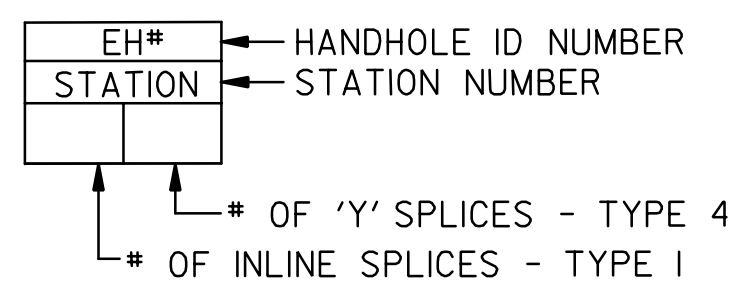 EH# HANDHOLE ID NUMBER
STATION STATION NUMBER
# OF 'Y' SPLICES - TYPE 4
# OF INLINE SPLICES - TYPE I